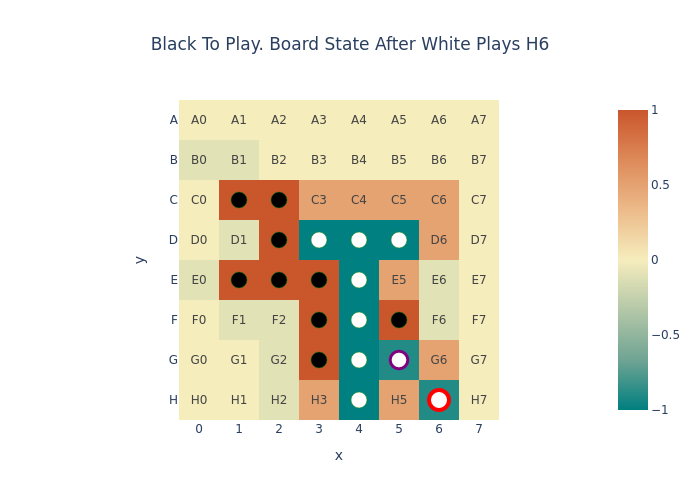 Black To Play. Board State After White Plays H6
A A0 A1 A2 A3 A4 A5 A6 A7
B B0 B1 B2 B3 B4 B5 B6 B7
C C0 C3 C4 C5 C6 C7
D D0 D1 D6 D7
E E0 E5 E6 E7
F F0 F1 F2 F6 F7
G G0 G1 G2 G6 G7
H H0 H1 H2 H3 H5 H7
0 1 2 3 4 5 6 7
x
y
1
0.5
0
−0.5
−1